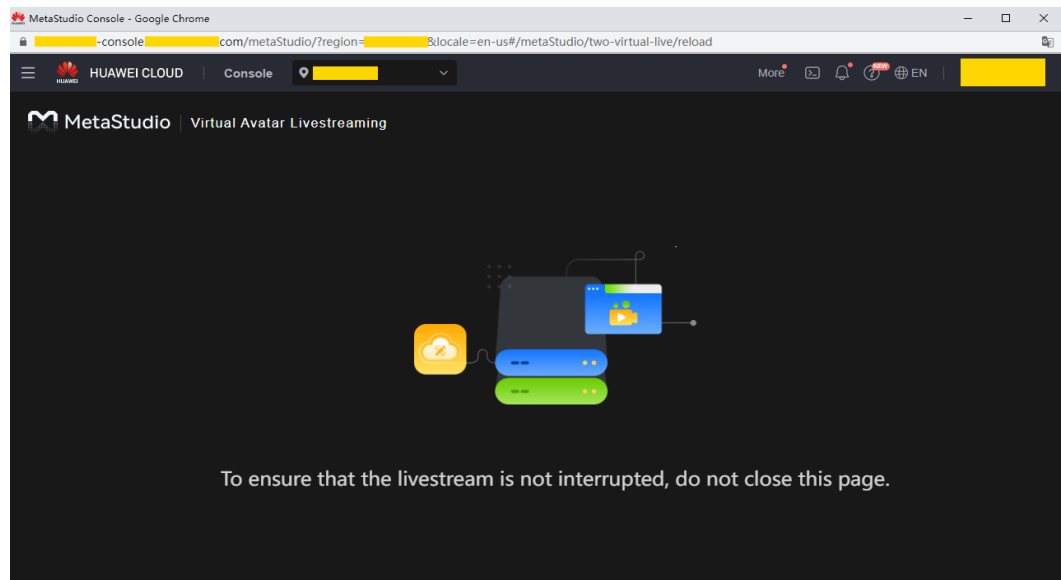 MetaStudio Console - Google Chrome
-console com/metaStudio/?region= &locale=en-us#/metaStudio/two-virtual-live/reload
HUAWEI HUAWEI CLOUD Console More NEW EN
MetaStudio Virtual Avatar Livestreaming
To ensure that the livestream is not interrupted, do not close this page.